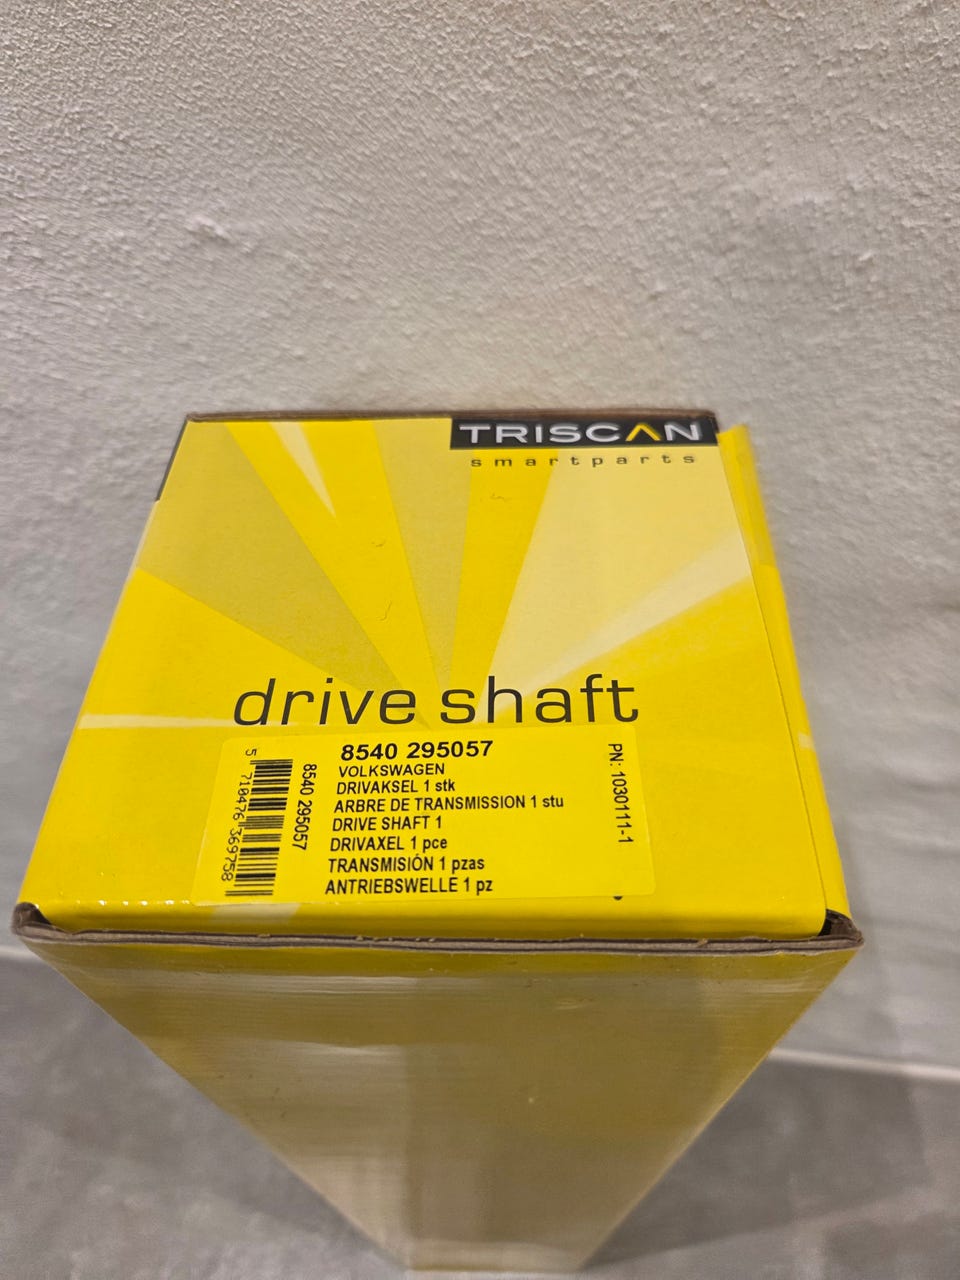 TRISCAN
smartparts
drive shaft
8540 295057
VOLKSWAGEN
DRIVAKSEL 1 stk
ARBRE DE TRANSMISSION 1 stu
DRIVE SHAFT 1
DRIVAXEL 1 pce
TRANSMISIÓN 1 pzas
ANTRIEBSWELLE 1 pz
5 710476 369758
8540 295057
PN: 1030111-1